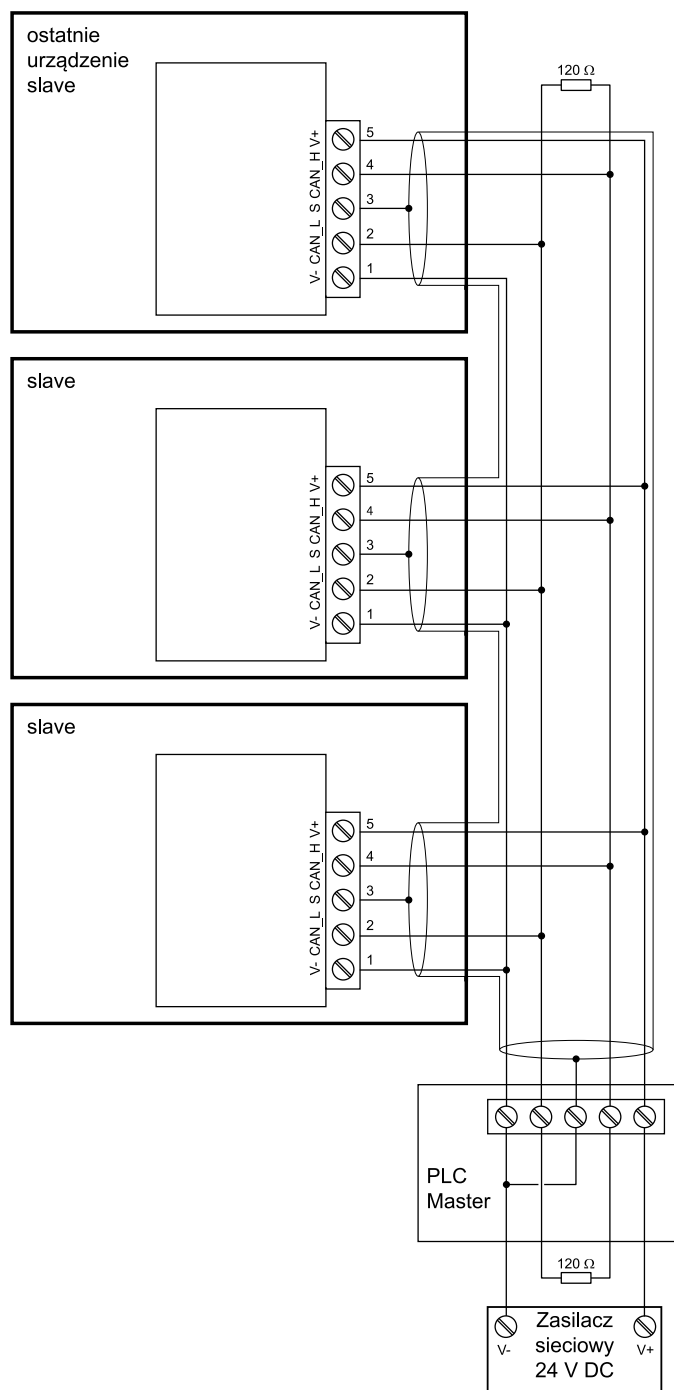 ostatnie
urządzenie
slave
120 Ω
V- CAN_L S CAN_H V+
5
4
3
2
1
slave
V- CAN_L S CAN_H V+
5
4
3
2
1
slave
V- CAN_L S CAN_H V+
5
4
3
2
1
PLC
Master
120 Ω
Zasilacz
sieciowy
24 V DC
V-
V+